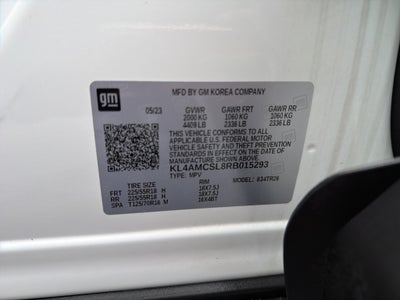 gm
MFD BY GM KOREA COMPANY
05/23 GVWR GAWR FRT GAWR RR
2000 KG 1060 KG 1060 KG
4409 LB 2336 LB 2336 LB
THIS VEHICLE CONFORMS TO ALL
APPLICABLE U.S. FEDERAL MOTOR
VEHICLE SAFETY, BUMPER, AND
THEFT PREVENTION STANDARDS
IN EFFECT ON THE DATE OF
MANUFACTURE SHOWN ABOVE.
KL4AMCSL8RB015293
TYPE: MPV MODEL:
TIRE SIZE RIM
FRT 225/55R18 H 18X7.5J
RR 225/55R18 H 18X7.5J
SPA T125/70R16 M 16X4BT